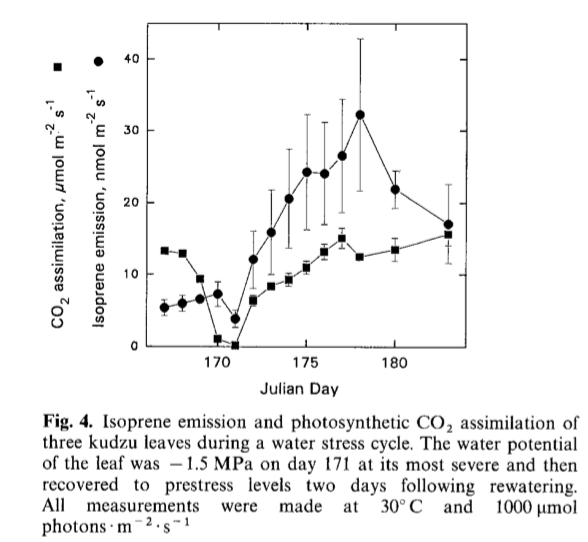 CO₂ assimilation, µmol m⁻² s⁻¹
Isoprene emission, nmol m⁻² s⁻¹
40
30
20
10
0
170 175 180
Julian Day
Fig. 4. Isoprene emission and photosynthetic CO₂ assimilation of
three kudzu leaves during a water stress cycle. The water potential
of the leaf was −1.5 MPa on day 171 at its most severe and then
recovered to prestress levels two days following rewatering.
All measurements were made at 30° C and 1000 µmol
photons · m⁻² · s⁻¹